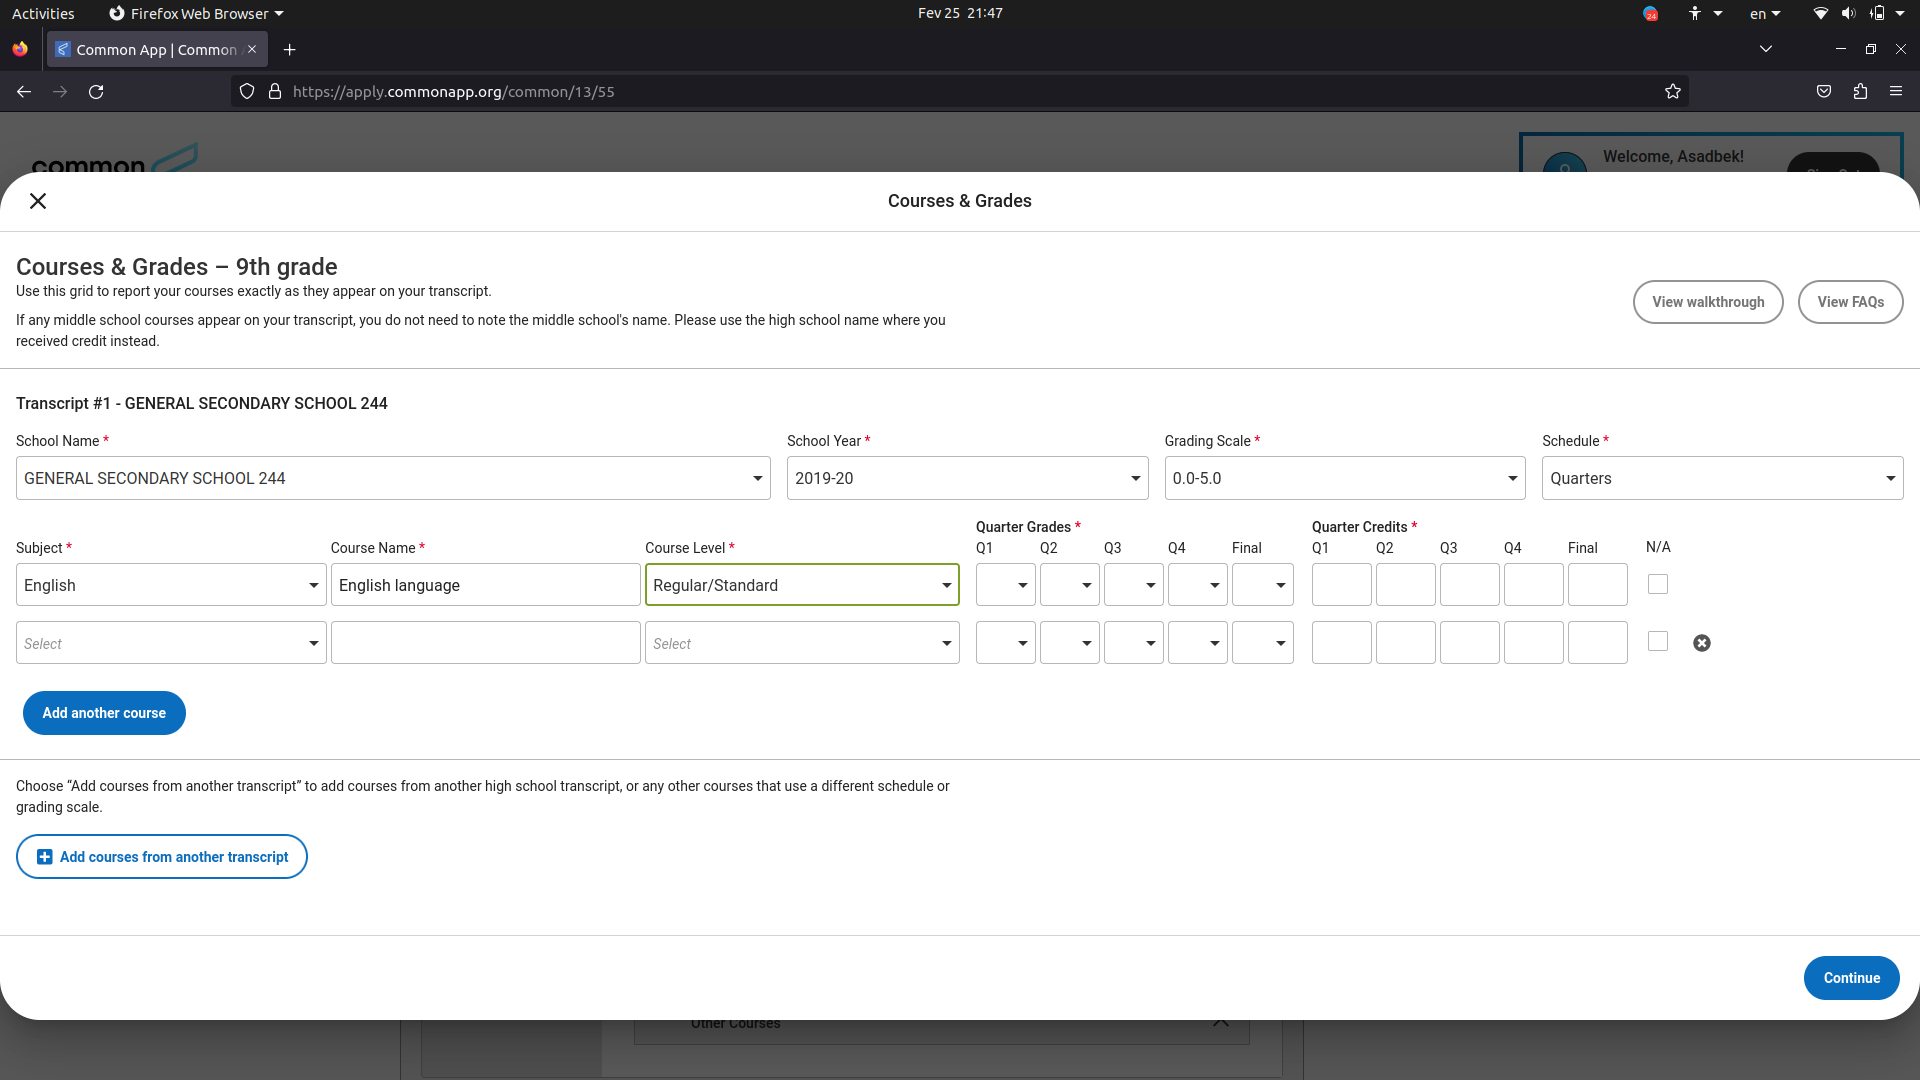 Activities
Firefox Web Browser
Fev 25 21:47
24
en
Common App | Common
https://apply.commonapp.org/common/13/55
common
Welcome, Asadbek!
Courses & Grades
Courses & Grades – 9th grade
Use this grid to report your courses exactly as they appear on your transcript.
If any middle school courses appear on your transcript, you do not need to note the middle school's name. Please use the high school name where you
received credit instead.
View walkthrough
View FAQs
Transcript #1 - GENERAL SECONDARY SCHOOL 244
School Name *
School Year *
Grading Scale *
Schedule *
GENERAL SECONDARY SCHOOL 244
2019-20
0.0-5.0
Quarters
Quarter Grades *
Quarter Credits *
Subject *
Course Name *
Course Level *
Q1 Q2 Q3 Q4 Final
Q1 Q2 Q3 Q4 Final
N/A
English
English language
Regular/Standard
Select
Select
Add another course
Choose “Add courses from another transcript” to add courses from another high school transcript, or any other courses that use a different schedule or
grading scale.
Add courses from another transcript
Continue
Other Courses